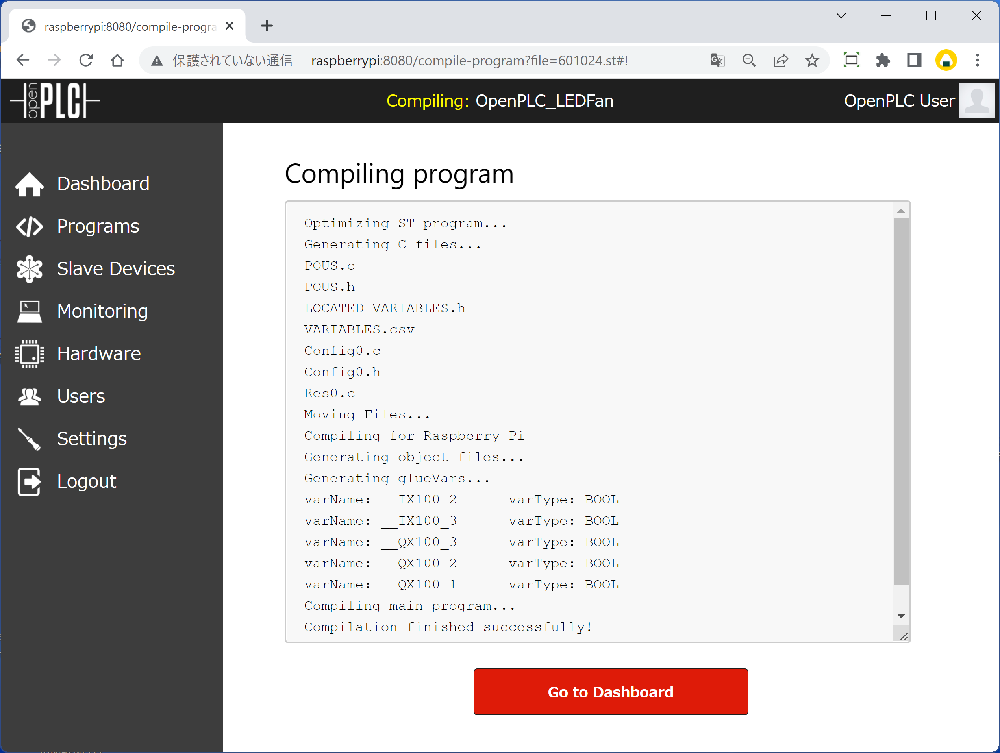 raspberrypi:8080/compile-progra
保護されていない通信 raspberrypi:8080/compile-program?file=601024.st#!
open PLC
Compiling: OpenPLC_LEDFan
OpenPLC User
Dashboard
Programs
Slave Devices
Monitoring
Hardware
Users
Settings
Logout
Compiling program
Optimizing ST program...
Generating C files...
POUS.c
POUS.h
LOCATED_VARIABLES.h
VARIABLES.csv
Config0.c
Config0.h
Res0.c
Moving Files...
Compiling for Raspberry Pi
Generating object files...
Generating glueVars...
varName: __IX100_2 varType: BOOL
varName: __IX100_3 varType: BOOL
varName: __QX100_3 varType: BOOL
varName: __QX100_2 varType: BOOL
varName: __QX100_1 varType: BOOL
Compiling main program...
Compilation finished successfully!
Go to Dashboard